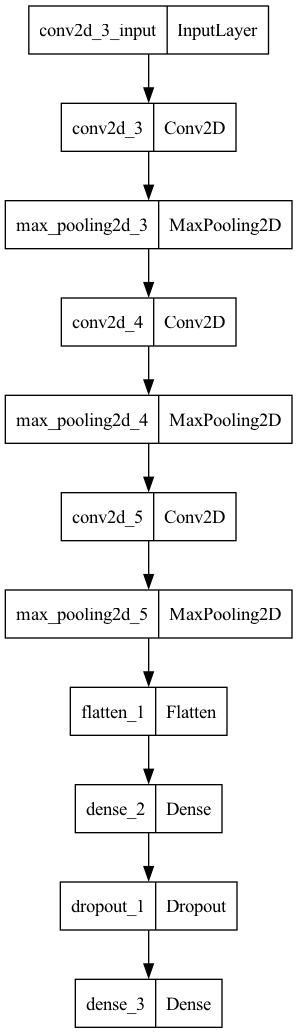 conv2d_3_input InputLayer
conv2d_3 Conv2D
max_pooling2d_3 MaxPooling2D
conv2d_4 Conv2D
max_pooling2d_4 MaxPooling2D
conv2d_5 Conv2D
max_pooling2d_5 MaxPooling2D
flatten_1 Flatten
dense_2 Dense
dropout_1 Dropout
dense_3 Dense